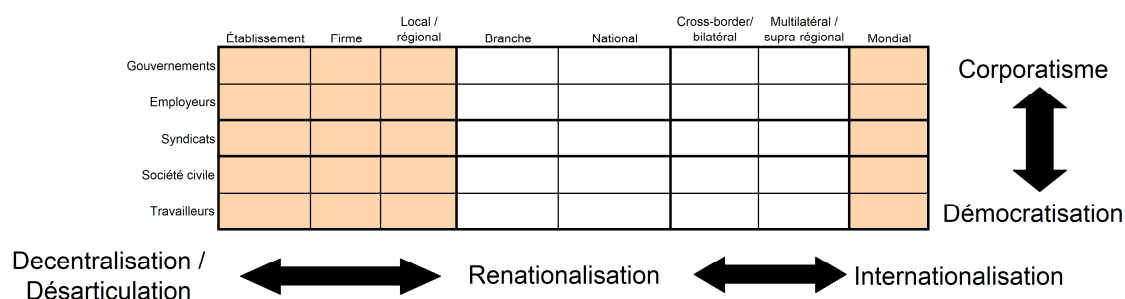 Établissement Firme Local / régional Branche National Cross-border/ bilatéral Multilatéral / supra régional Mondial
Gouvernements
Employeurs
Syndicats
Société civile
Travailleurs
Corporatisme
Démocratisation
Decentralisation /
Désarticulation
Renationalisation
Internationalisation